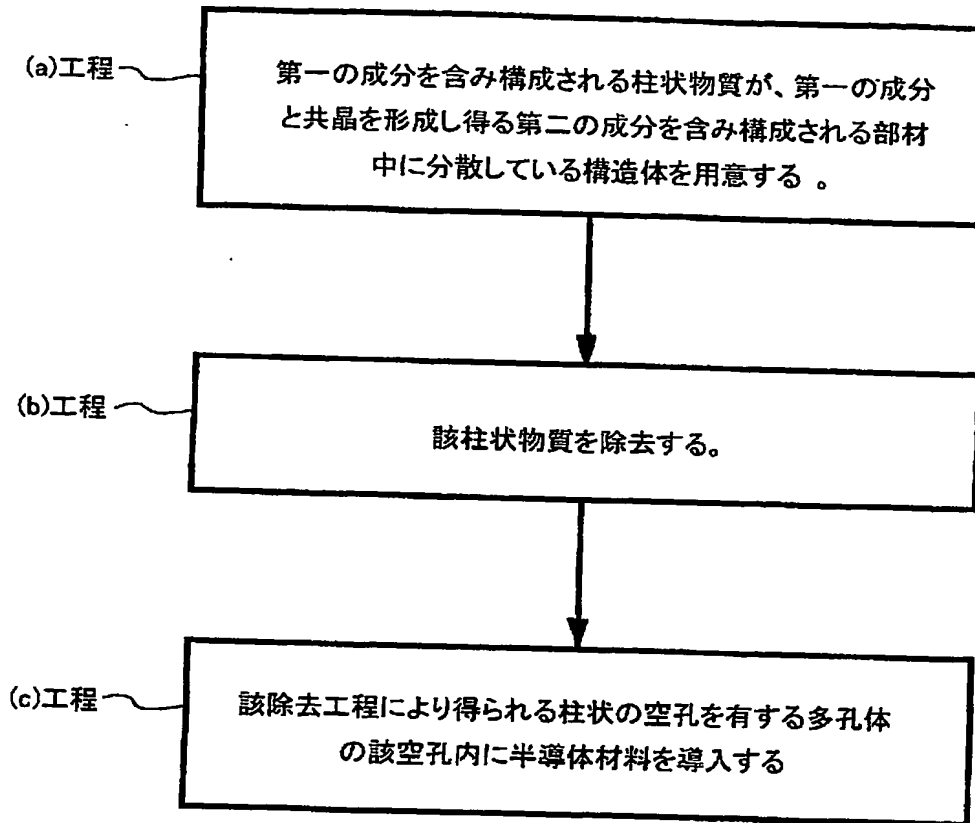 (a)工程
第一の成分を含み構成される柱状物質が、第一の成分
と共晶を形成し得る第二の成分を含み構成される部材
中に分散している構造体を用意する 。
(b)工程
該柱状物質を除去する。
(c)工程
該除去工程により得られる柱状の空孔を有する多孔体
の該空孔内に半導体材料を導入する